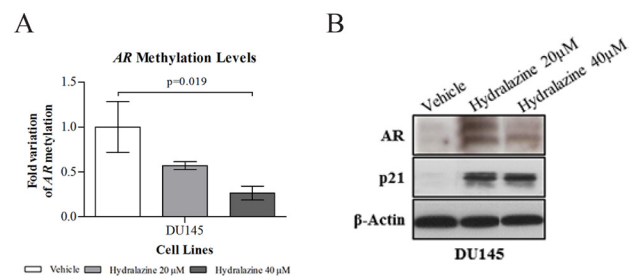 A
AR Methylation Levels
p=0.019
Fold variation
of AR metylation
1.5
1.0
0.5
0.0
DU145
Cell Lines
Vehicle Hydralazine 20 µM Hydralazine 40 µM
B
Vehicle
Hydralazine 20µM
Hydralazine 40µM
AR
p21
β-Actin
DU145